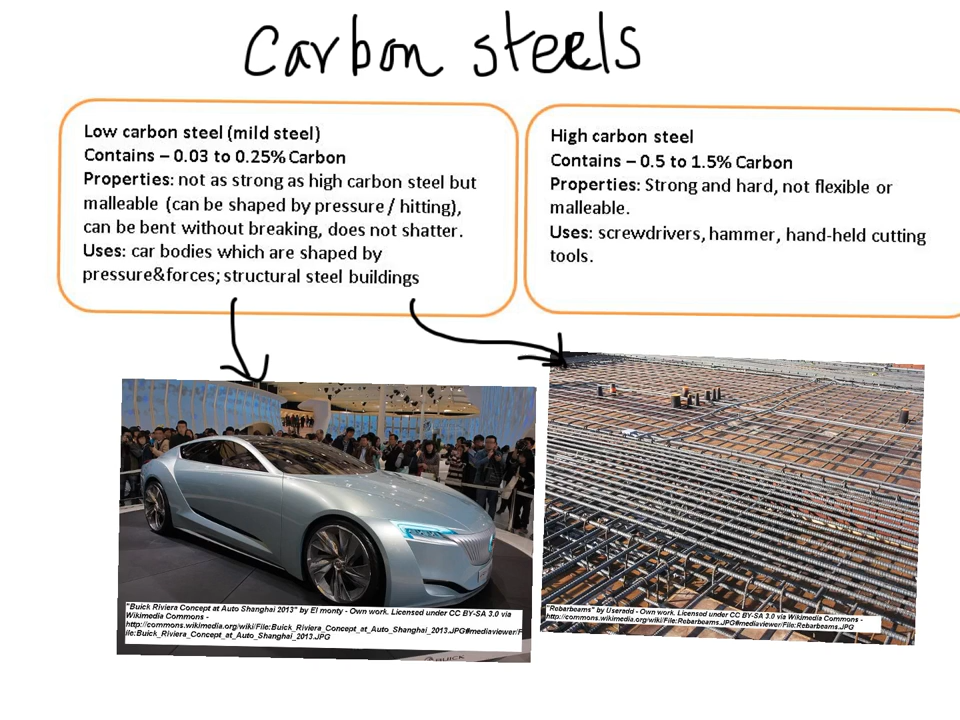 Carbon steels
Low carbon steel (mild steel)
Contains – 0.03 to 0.25% Carbon
Properties: not as strong as high carbon steel but
malleable (can be shaped by pressure / hitting),
can be bent without breaking, does not shatter.
Uses: car bodies which are shaped by
pressure&forces; structural steel buildings
High carbon steel
Contains – 0.5 to 1.5% Carbon
Properties: Strong and hard, not flexible or
malleable.
Uses: screwdrivers, hammer, hand-held cutting
tools.
"Buick Riviera Concept at Auto Shanghai 2013" by El monty - Own work. Licensed under CC BY-SA 3.0 via
Wikimedia Commons -
http://commons.wikimedia.org/wiki/File:Buick_Riviera_Concept_at_Auto_Shanghai_2013.JPG#mediaviewer/F
ile:Buick_Riviera_Concept_at_Auto_Shanghai_2013.JPG
BUICK
"Rebarbeams" by Useradd - Own work. Licensed under CC BY-SA 3.0 via Wikimedia Commons -
http://commons.wikimedia.org/wiki/File:Rebarbeams.JPG#mediaviewer/File:Rebarbeams.JPG